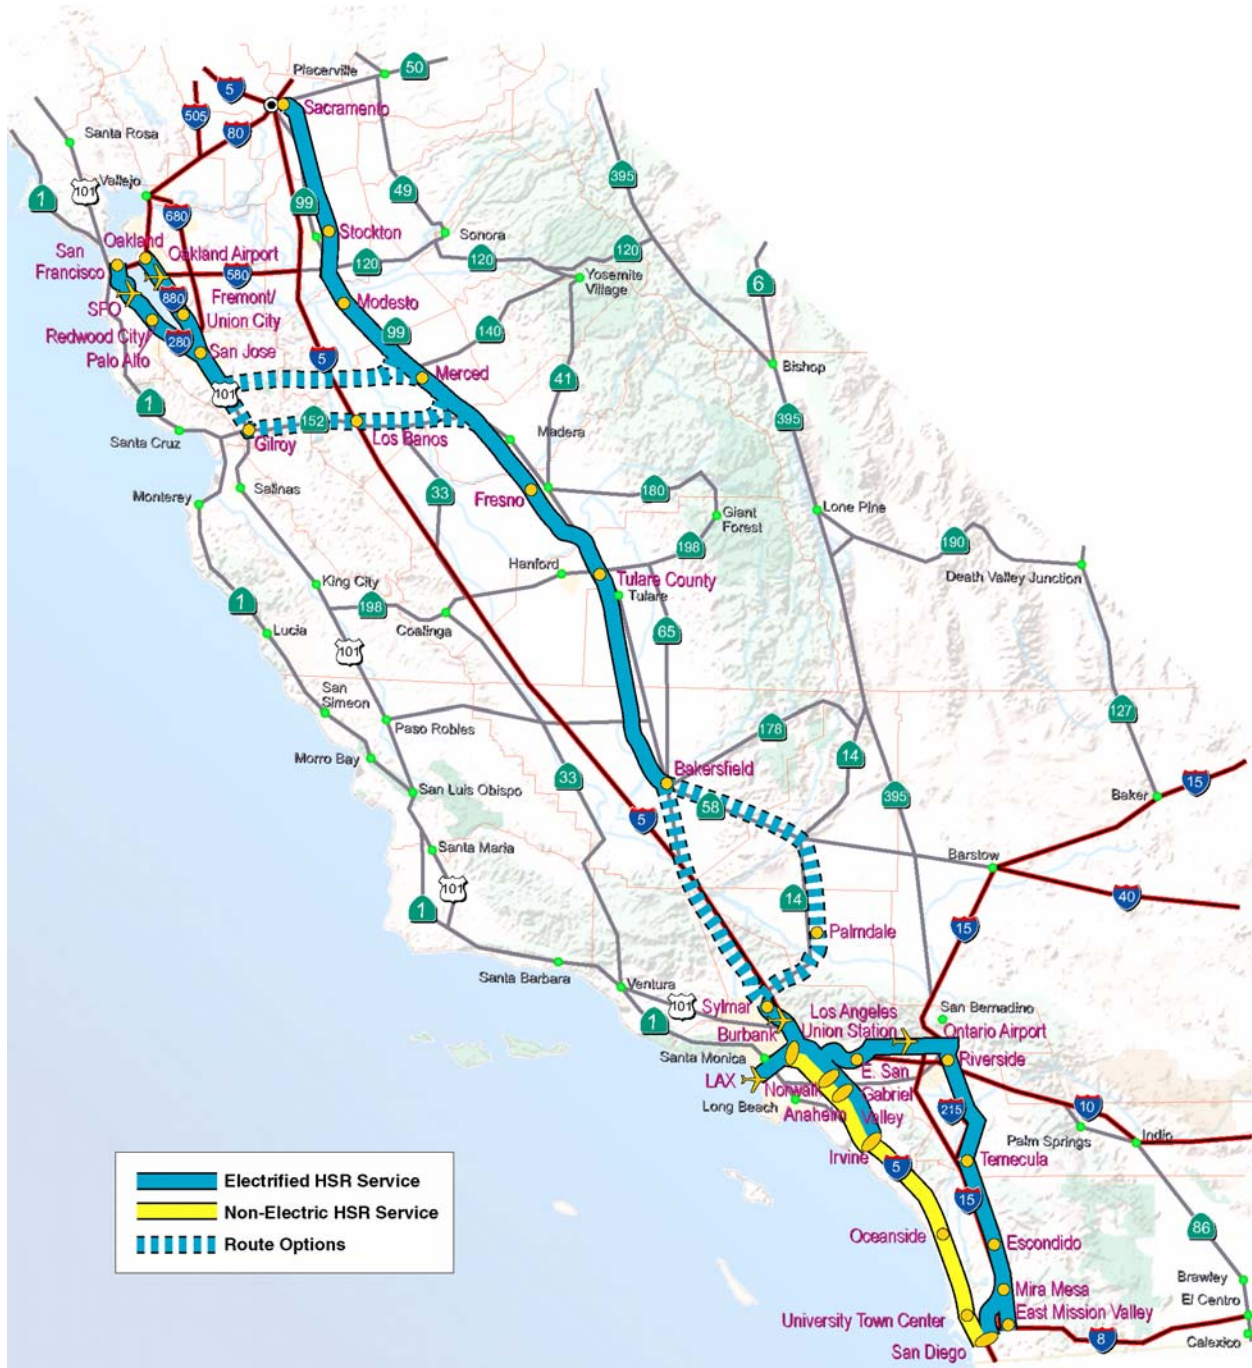 Placerville
50
5
Sacramento
505
80
Santa Rosa
395
Vallejo
101
1
49
99
680
Stockton
Sonora
Oakland
San
Francisco
Oakland Airport
120
120
120
580
Yosemite
Village
6
880
Fremont/
Union City
SFO
Modesto
Redwood City/
Palo Alto
280
99
140
San Jose
5
Bishop
Merced
41
101
1
395
152
Santa Cruz
Gilroy
Los Banos
Madera
Monterey
Salinas
33
Fresno
180
Giant
Forest
Lone Pine
198
190
Hanford
Death Valley Junction
King City
Tulare County
Tulare
1
198
Coalinga
65
Lucia
101
San
Simeon
127
Paso Robles
178
14
Morro Bay
33
Bakersfield
15
San Luis Obispo
58
395
Baker
5
Santa Maria
Barstow
101
14
40
1
15
Palmdale
Santa Barbara
Ventura
101
Sylmar
Los Angeles
Union Station
San Bernadino
1
Burbank
Ontario Airport
Santa Monica
Riverside
LAX
E. San
Gabriel
Valley
Norwalk
Long Beach
Anaheim
215
10
Palm Springs
Indio
Irvine
5
Temecula
15
86
Oceanside
Escondido
Brawley
Mira Mesa
El Centro
University Town Center
East Mission Valley
San Diego
8
Calexico
Electrified HSR Service
Non-Electric HSR Service
Route Options